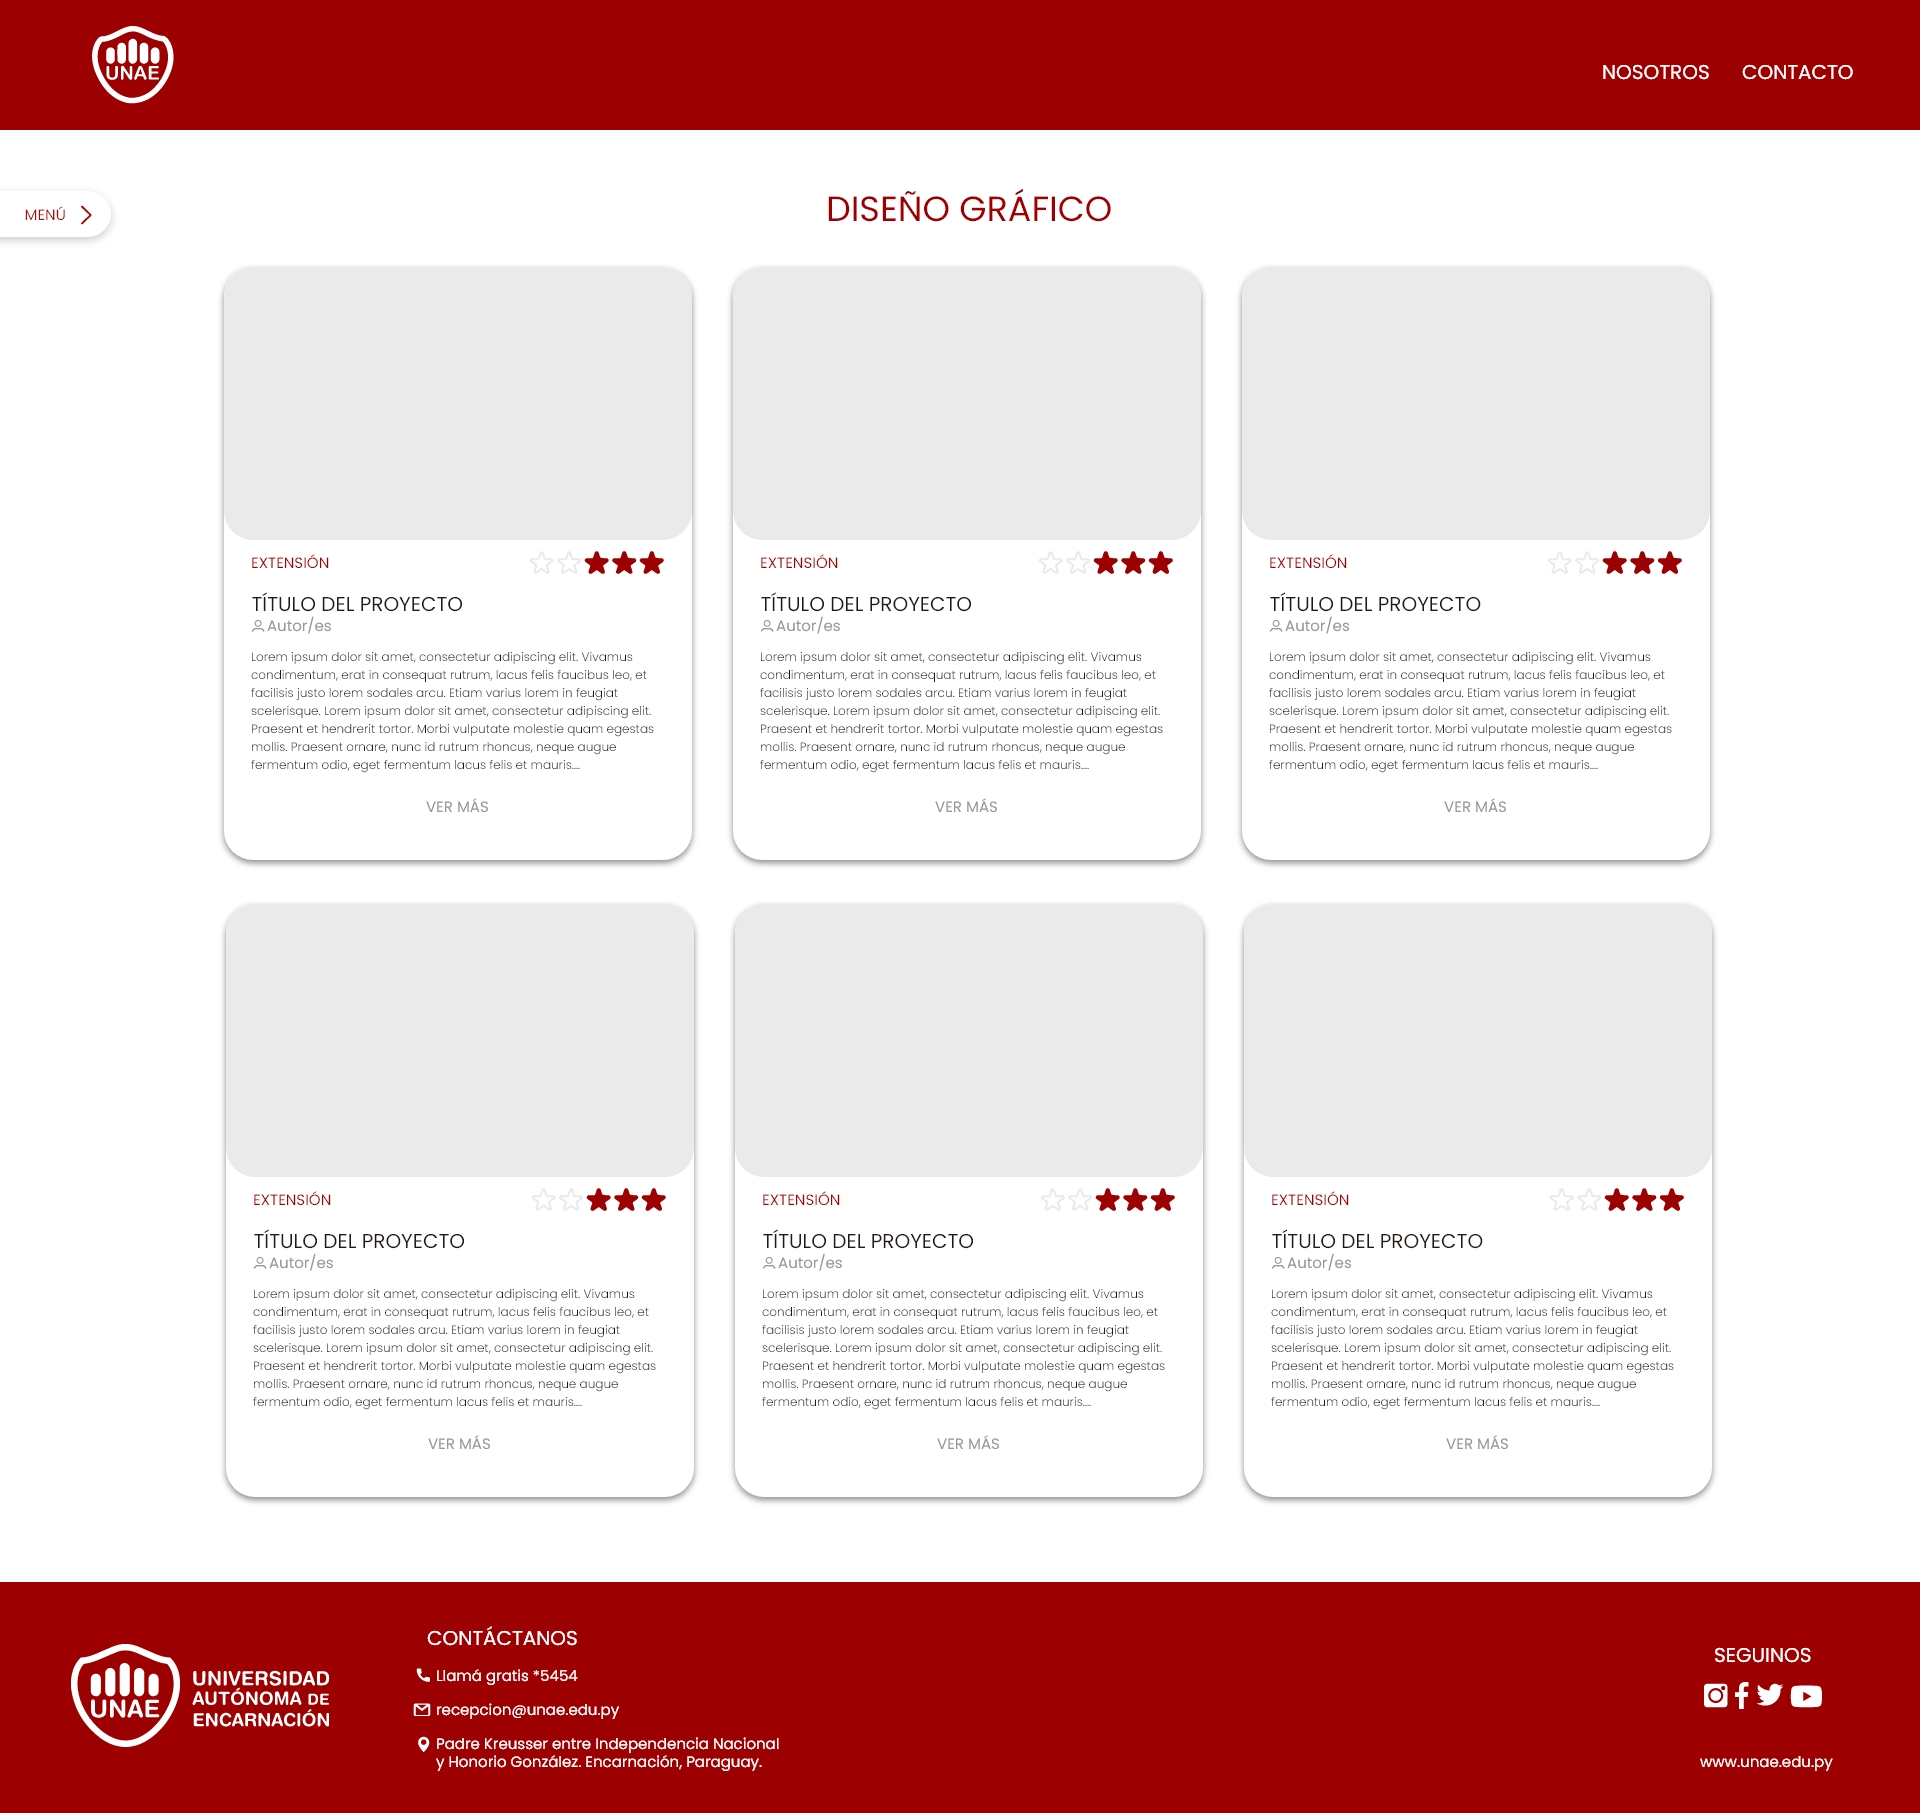 UNAE
NOSOTROS CONTACTO
MENÚ
DISEÑO GRÁFICO
EXTENSIÓN
TÍTULO DEL PROYECTO
Autor/es
Lorem ipsum dolor sit amet, consectetur adipiscing elit. Vivamus
condimentum, erat in consequat rutrum, lacus felis faucibus leo, et
facilisis justo lorem sodales arcu. Etiam varius lorem in feugiat
scelerisque. Lorem ipsum dolor sit amet, consectetur adipiscing elit.
Praesent et hendrerit tortor. Morbi vulputate molestie quam egestas
mollis. Praesent ornare, nunc id rutrum rhoncus, neque augue
fermentum odio, eget fermentum lacus felis et mauris....
VER MÁS
EXTENSIÓN
TÍTULO DEL PROYECTO
Autor/es
Lorem ipsum dolor sit amet, consectetur adipiscing elit. Vivamus
condimentum, erat in consequat rutrum, lacus felis faucibus leo, et
facilisis justo lorem sodales arcu. Etiam varius lorem in feugiat
scelerisque. Lorem ipsum dolor sit amet, consectetur adipiscing elit.
Praesent et hendrerit tortor. Morbi vulputate molestie quam egestas
mollis. Praesent ornare, nunc id rutrum rhoncus, neque augue
fermentum odio, eget fermentum lacus felis et mauris....
VER MÁS
EXTENSIÓN
TÍTULO DEL PROYECTO
Autor/es
Lorem ipsum dolor sit amet, consectetur adipiscing elit. Vivamus
condimentum, erat in consequat rutrum, lacus felis faucibus leo, et
facilisis justo lorem sodales arcu. Etiam varius lorem in feugiat
scelerisque. Lorem ipsum dolor sit amet, consectetur adipiscing elit.
Praesent et hendrerit tortor. Morbi vulputate molestie quam egestas
mollis. Praesent ornare, nunc id rutrum rhoncus, neque augue
fermentum odio, eget fermentum lacus felis et mauris....
VER MÁS
EXTENSIÓN
TÍTULO DEL PROYECTO
Autor/es
Lorem ipsum dolor sit amet, consectetur adipiscing elit. Vivamus
condimentum, erat in consequat rutrum, lacus felis faucibus leo, et
facilisis justo lorem sodales arcu. Etiam varius lorem in feugiat
scelerisque. Lorem ipsum dolor sit amet, consectetur adipiscing elit.
Praesent et hendrerit tortor. Morbi vulputate molestie quam egestas
mollis. Praesent ornare, nunc id rutrum rhoncus, neque augue
fermentum odio, eget fermentum lacus felis et mauris....
VER MÁS
EXTENSIÓN
TÍTULO DEL PROYECTO
Autor/es
Lorem ipsum dolor sit amet, consectetur adipiscing elit. Vivamus
condimentum, erat in consequat rutrum, lacus felis faucibus leo, et
facilisis justo lorem sodales arcu. Etiam varius lorem in feugiat
scelerisque. Lorem ipsum dolor sit amet, consectetur adipiscing elit.
Praesent et hendrerit tortor. Morbi vulputate molestie quam egestas
mollis. Praesent ornare, nunc id rutrum rhoncus, neque augue
fermentum odio, eget fermentum lacus felis et mauris....
VER MÁS
EXTENSIÓN
TÍTULO DEL PROYECTO
Autor/es
Lorem ipsum dolor sit amet, consectetur adipiscing elit. Vivamus
condimentum, erat in consequat rutrum, lacus felis faucibus leo, et
facilisis justo lorem sodales arcu. Etiam varius lorem in feugiat
scelerisque. Lorem ipsum dolor sit amet, consectetur adipiscing elit.
Praesent et hendrerit tortor. Morbi vulputate molestie quam egestas
mollis. Praesent ornare, nunc id rutrum rhoncus, neque augue
fermentum odio, eget fermentum lacus felis et mauris....
VER MÁS
UNAE
UNIVERSIDAD
AUTÓNOMA DE
ENCARNACIÓN
CONTÁCTANOS
Llamá gratis *5454
recepcion@unae.edu.py
Padre Kreusser entre Independencia Nacional
y Honorio González. Encarnación, Paraguay.
SEGUINOS
www.unae.edu.py